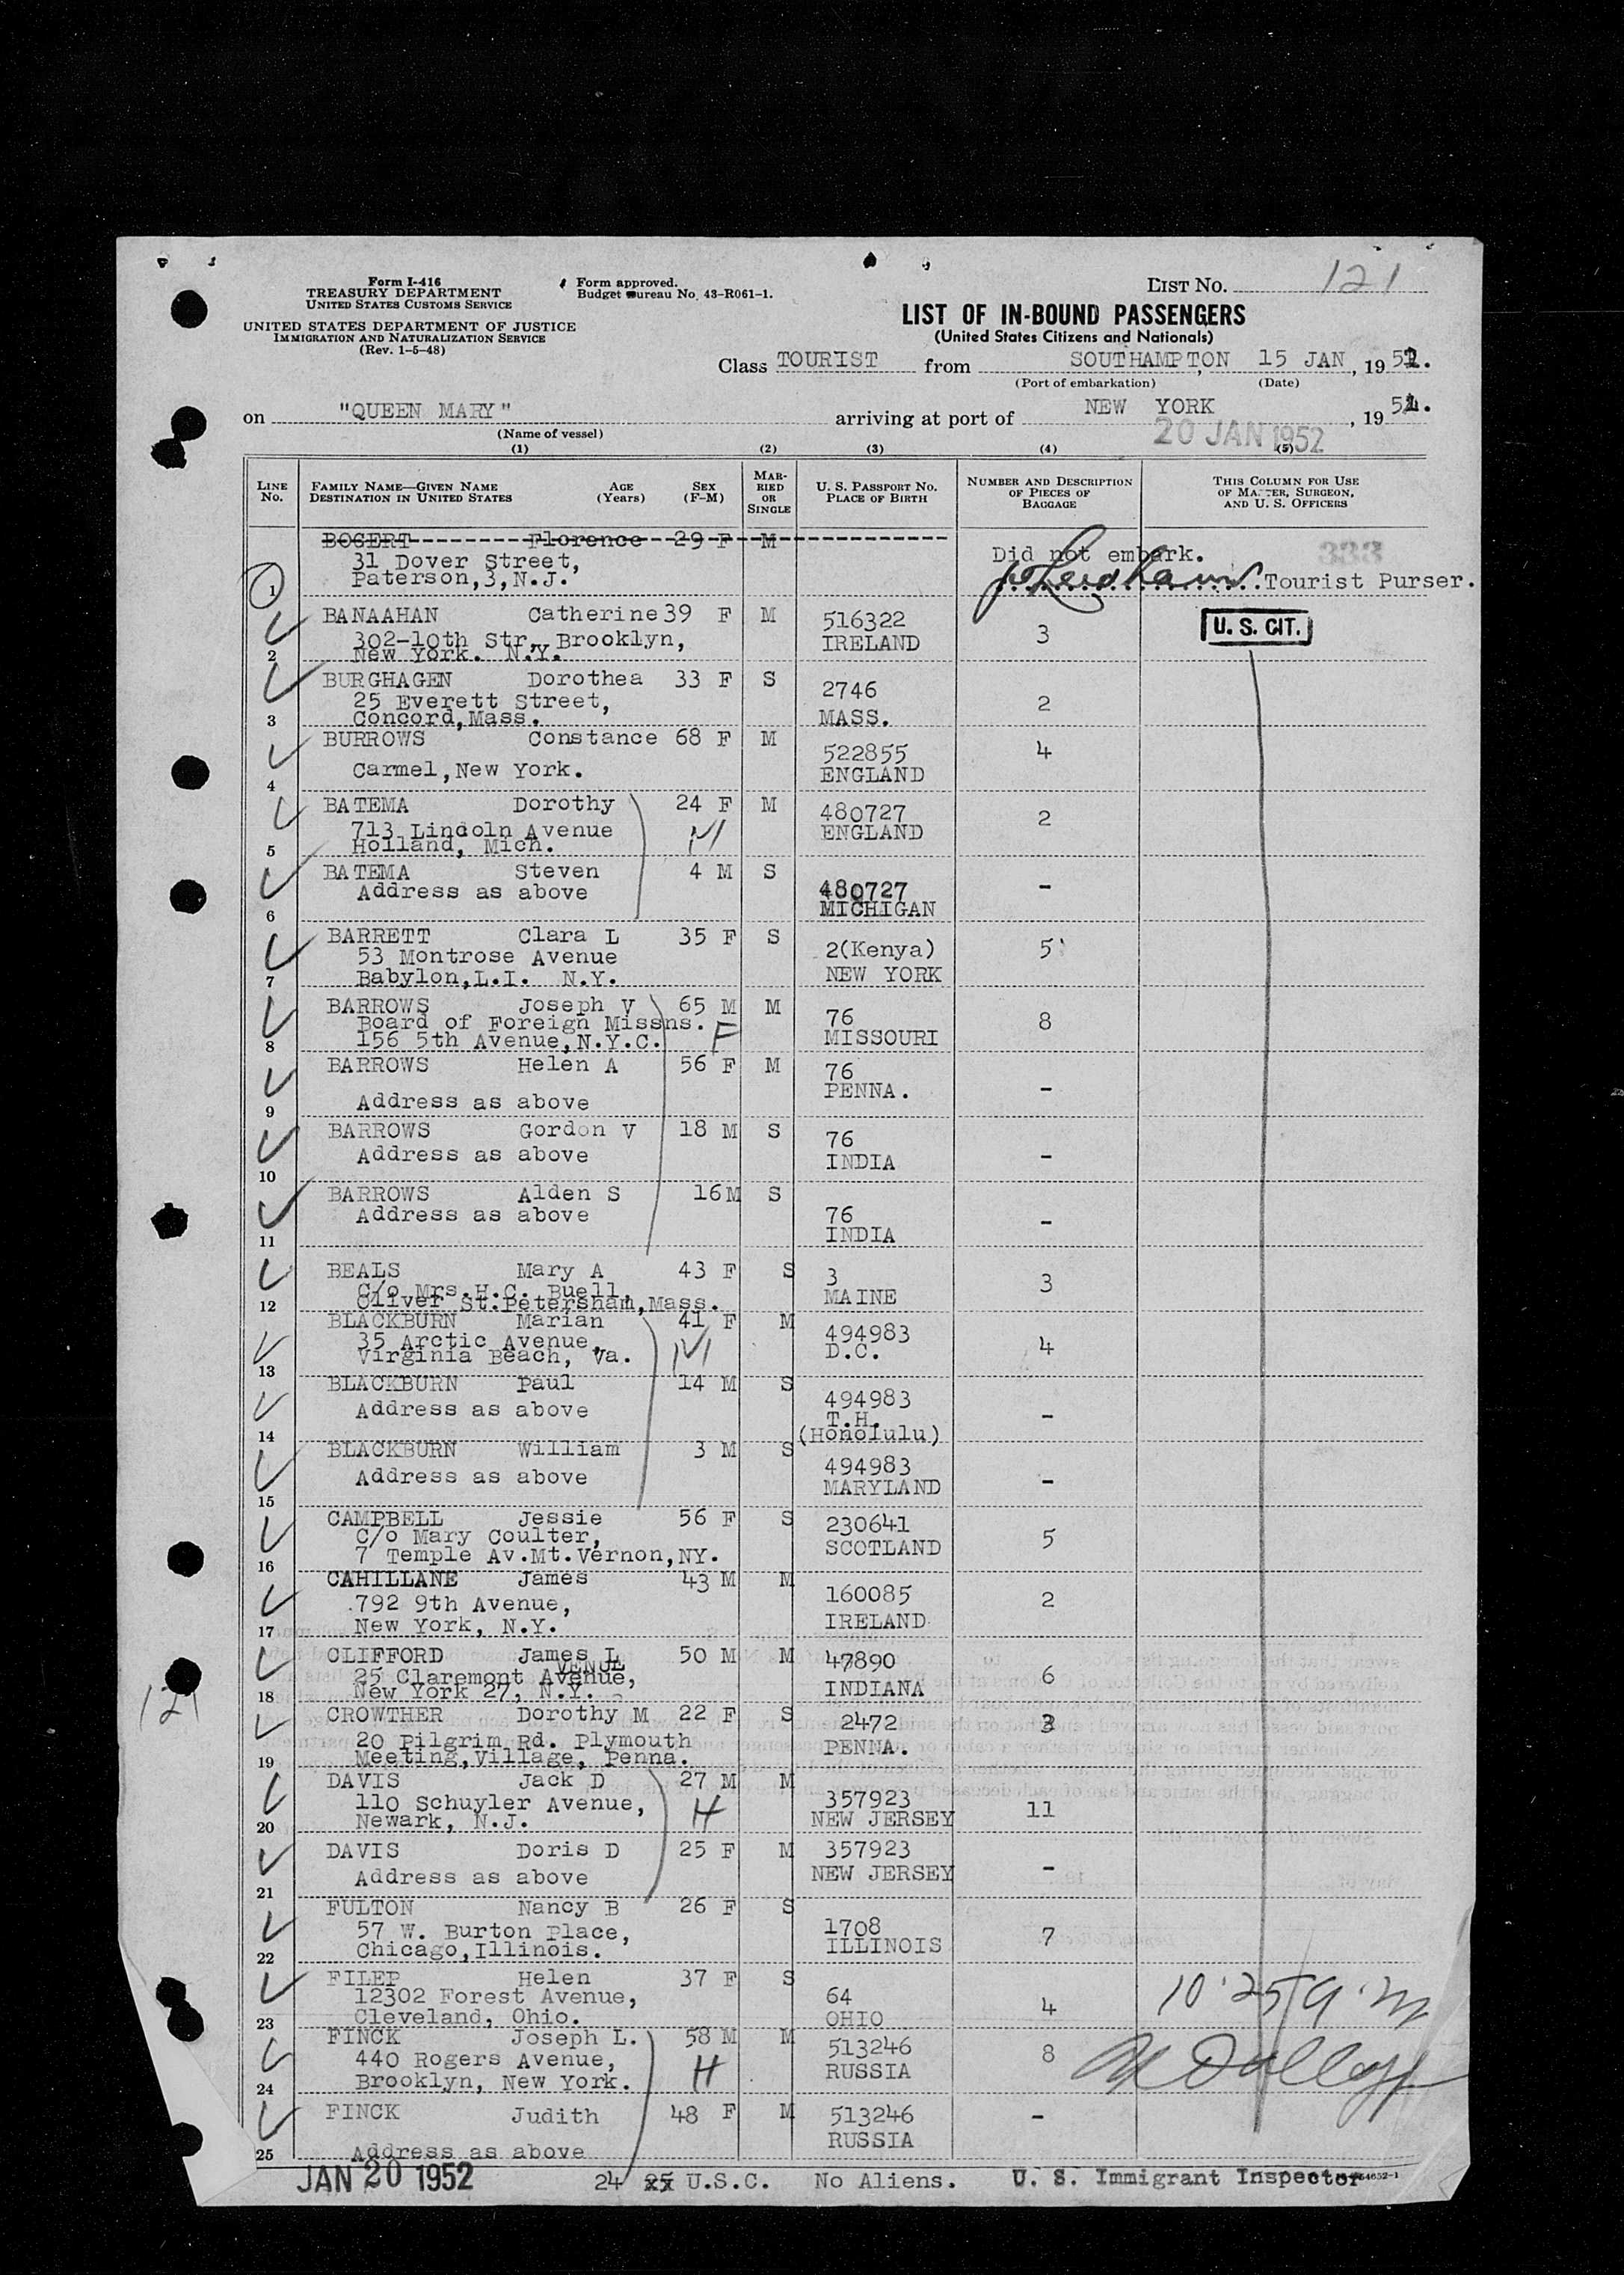 Form I-416
TREASURY DEPARTMENT
UNITED STATES CUSTOMS SERVICE
UNITED STATES DEPARTMENT OF JUSTICE
IMMIGRATION AND NATURALIZATION SERVICE
(Rev. 1-5-48)
Form approved.
Budget Bureau No. 43-R061-1.
LIST NO. 121
LIST OF IN-BOUND PASSENGERS
(United States Citizens and Nationals)
Class TOURIST from SOUTHAMPTON, 15 JAN, 1952.
(Port of embarkation) (Date)
on "QUEEN MARY" arriving at port of NEW YORK, 1952.
(Name of vessel)
20 JAN 1952
(1) (2) (3) (4) (5)
LINE NO. FAMILY NAME—GIVEN NAME DESTINATION IN UNITED STATES AGE (Years) SEX (F-M) MARRIED OR SINGLE U. S. PASSPORT NO. PLACE OF BIRTH NUMBER AND DESCRIPTION OF PIECES OF BAGGAGE THIS COLUMN FOR USE OF MASTER, SURGEON, AND U. S. OFFICERS
BOGERT Florence 29 F M
31 Dover Street, Did not embark. 333
1 Paterson,3,N.J. Tourist Purser.
BANAAHAN Catherine 39 F M 516322 U. S. CIT.
302-10th Str, Brooklyn, IRELAND 3
2 New York. N.Y.
BURGHAGEN Dorothea 33 F S 2746
25 Everett Street, 2
3 Concord,Mass. MASS.
BURROWS Constance 68 F M 522855 4
4 Carmel,New York. ENGLAND
BATEMA Dorothy 24 F M 480727 2
713 Lincoln Avenue ENGLAND
5 Holland, Mich.
BATEMA Steven 4 M S 480727 -
6 Address as above MICHIGAN
BARRETT Clara L 35 F S 2(Kenya) 5
53 Montrose Avenue NEW YORK
7 Babylon,L.I. N.Y.
BARROWS Joseph V 65 M M 76 8
Board of Foreign Missns. F MISSOURI
8 156 5th Avenue,N.Y.C.
BARROWS Helen A 56 F M 76 -
9 Address as above PENNA.
BARROWS Gordon V 18 M S 76 -
10 Address as above INDIA
BARROWS Alden S 16 M S 76 -
11 Address as above INDIA
BEALS Mary A 43 F S 3 3
C/o Mrs.H.C. Buell, MAINE
12 Oliver St.Petersham,Mass.
BLACKBURN Marian 41 F M 494983 4
35 Arctic Avenue, D.C.
13 Virginia Beach, Va.
BLACKBURN Paul 14 M S 494983 -
Address as above T.H.
14 (Honolulu)
BLACKBURN William 3 M S 494983 -
15 Address as above MARYLAND
CAMPBELL Jessie 56 F S 230641 5
C/o Mary Coulter, SCOTLAND
16 7 Temple Av.Mt.Vernon,NY.
CAHILLANE James 43 M M 160085 2
792 9th Avenue, IRELAND
17 New York, N.Y.
CLIFFORD James L 50 M M 47890 6
25 Claremont Avenue, INDIANA
18 New York 27, N.Y.
121
CROWTHER Dorothy M 22 F S 2472 3
20 Pilgrim Rd. Plymouth PENNA.
19 Meeting,Village, Penna.
DAVIS Jack D 27 M M 357923 11
110 Schuyler Avenue, H NEW JERSEY
20 Newark, N.J.
DAVIS Doris D 25 F M 357923 -
21 Address as above NEW JERSEY
FULTON Nancy B 26 F S 1708 7
57 W. Burton Place, ILLINOIS
22 Chicago,Illinois.
FILEP Helen 37 F S 64 4
12302 Forest Avenue, OHIO 10:25 a.m
23 Cleveland, Ohio.
FINCK Joseph L. 58 M M 513246 8
440 Rogers Avenue, H RUSSIA
24 Brooklyn, New York.
FINCK Judith 48 F M 513246 -
25 Address as above RUSSIA
JAN 20 1952 24 25 U.S.C. No Aliens. U. S. Immigrant Inspector